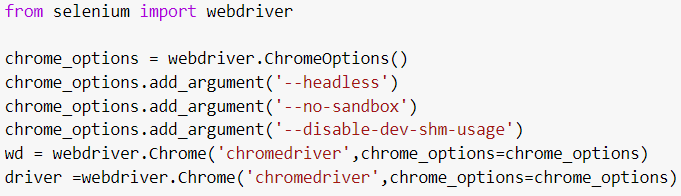 from selenium import webdriver
chrome_options = webdriver.ChromeOptions()
chrome_options.add_argument('--headless')
chrome_options.add_argument('--no-sandbox')
chrome_options.add_argument('--disable-dev-shm-usage')
wd = webdriver.Chrome('chromedriver',chrome_options=chrome_options)
driver =webdriver.Chrome('chromedriver',chrome_options=chrome_options)